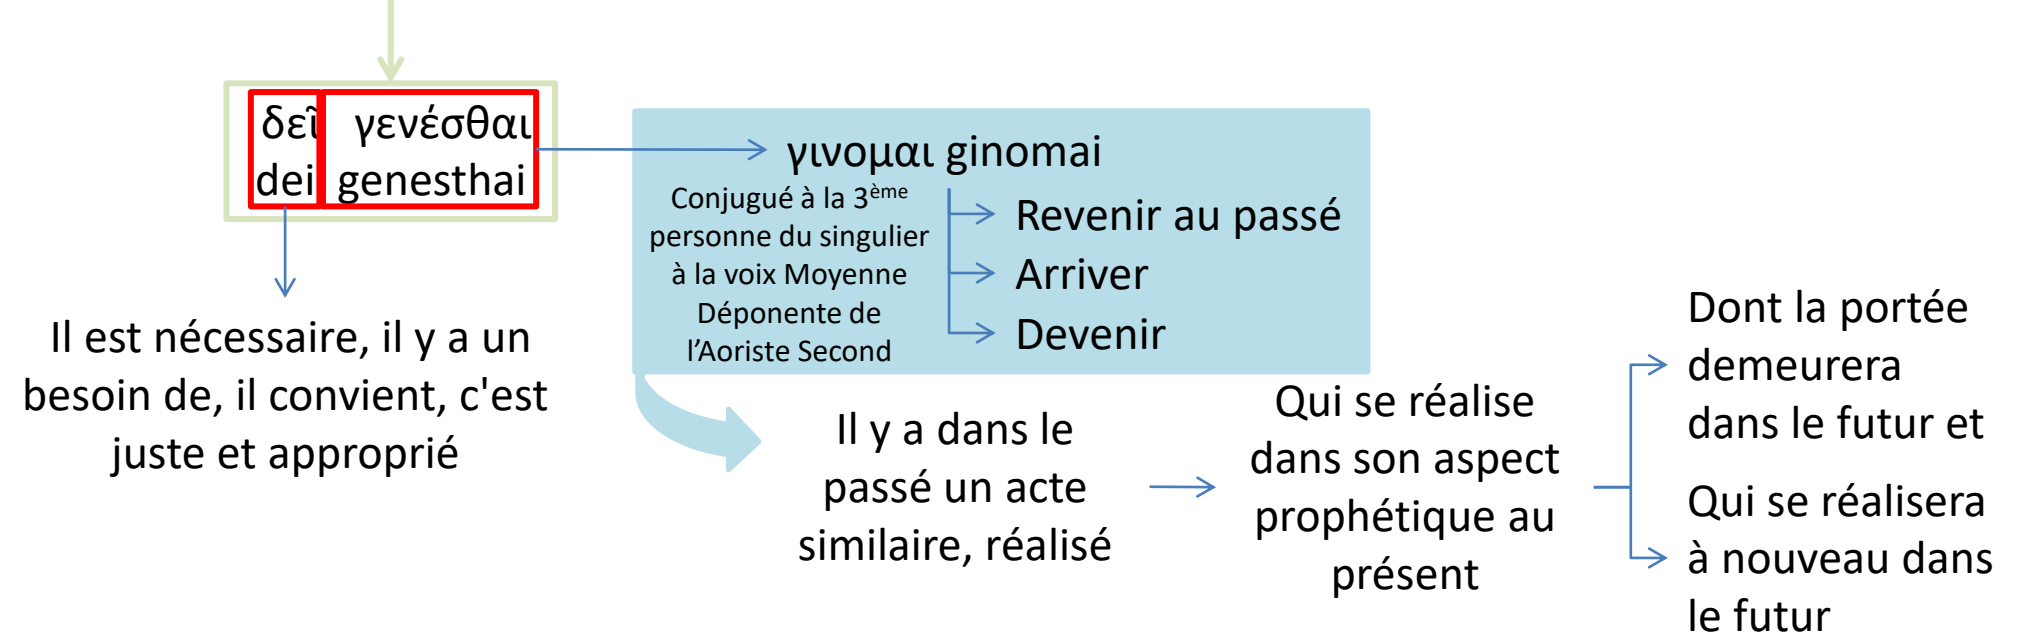 δεῖ γενέσθαι
dei genesthai
γινομαι ginomai
Conjugué à la 3ème
personne du singulier
à la voix Moyenne
Déponente de
l’Aoriste Second
Revenir au passé
Arriver
Devenir
Il est nécessaire, il y a un
besoin de, il convient, c'est
juste et approprié
Il y a dans le
passé un acte
similaire, réalisé
Qui se réalise
dans son aspect
prophétique au
présent
Dont la portée
demeurera
dans le futur et
Qui se réalisera
à nouveau dans
le futur